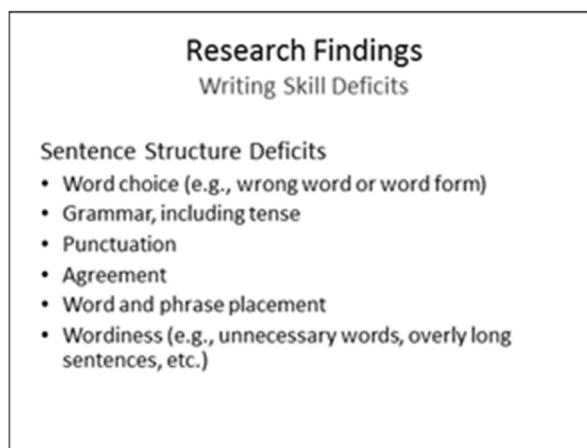 Research Findings
Writing Skill Deficits
Sentence Structure Deficits
• Word choice (e.g., wrong word or word form)
• Grammar, including tense
• Punctuation
• Agreement
• Word and phrase placement
• Wordiness (e.g., unnecessary words, overly long
sentences, etc.)